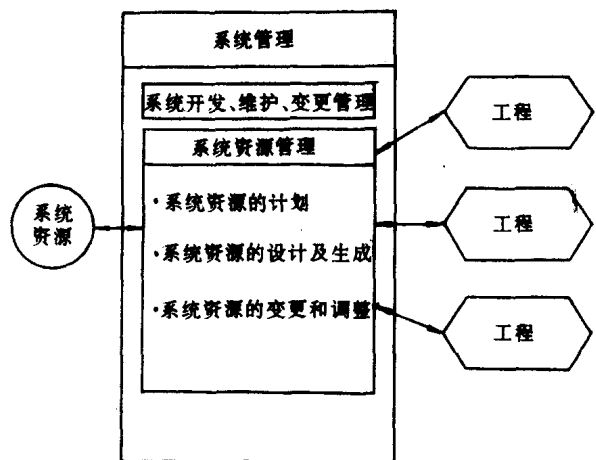 系统管理
系统开发、维护、变更管理
系统资源管理
·系统资源的计划
·系统资源的设计及生成
·系统资源的变更和调整
系统
资源
工程
工程
工程